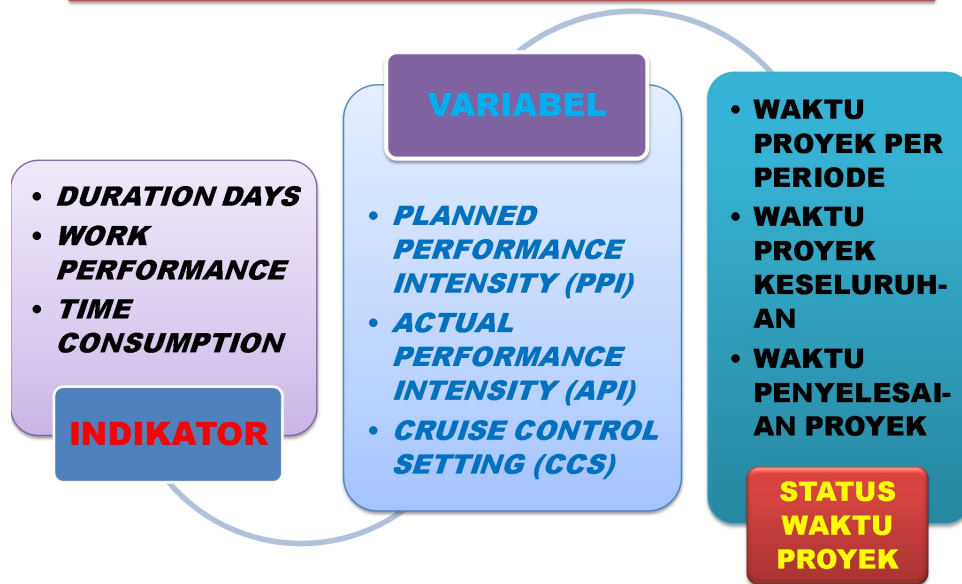 • DURATION DAYS
• WORK
PERFORMANCE
• TIME
CONSUMPTION
INDIKATOR
VARIABEL
• PLANNED
PERFORMANCE
INTENSITY (PPI)
• ACTUAL
PERFORMANCE
INTENSITY (API)
• CRUISE CONTROL
SETTING (CCS)
• WAKTU
PROYEK PER
PERIODE
• WAKTU
PROYEK
KESELURUH-
AN
• WAKTU
PENYELESAI-
AN PROYEK
STATUS
WAKTU
PROYEK